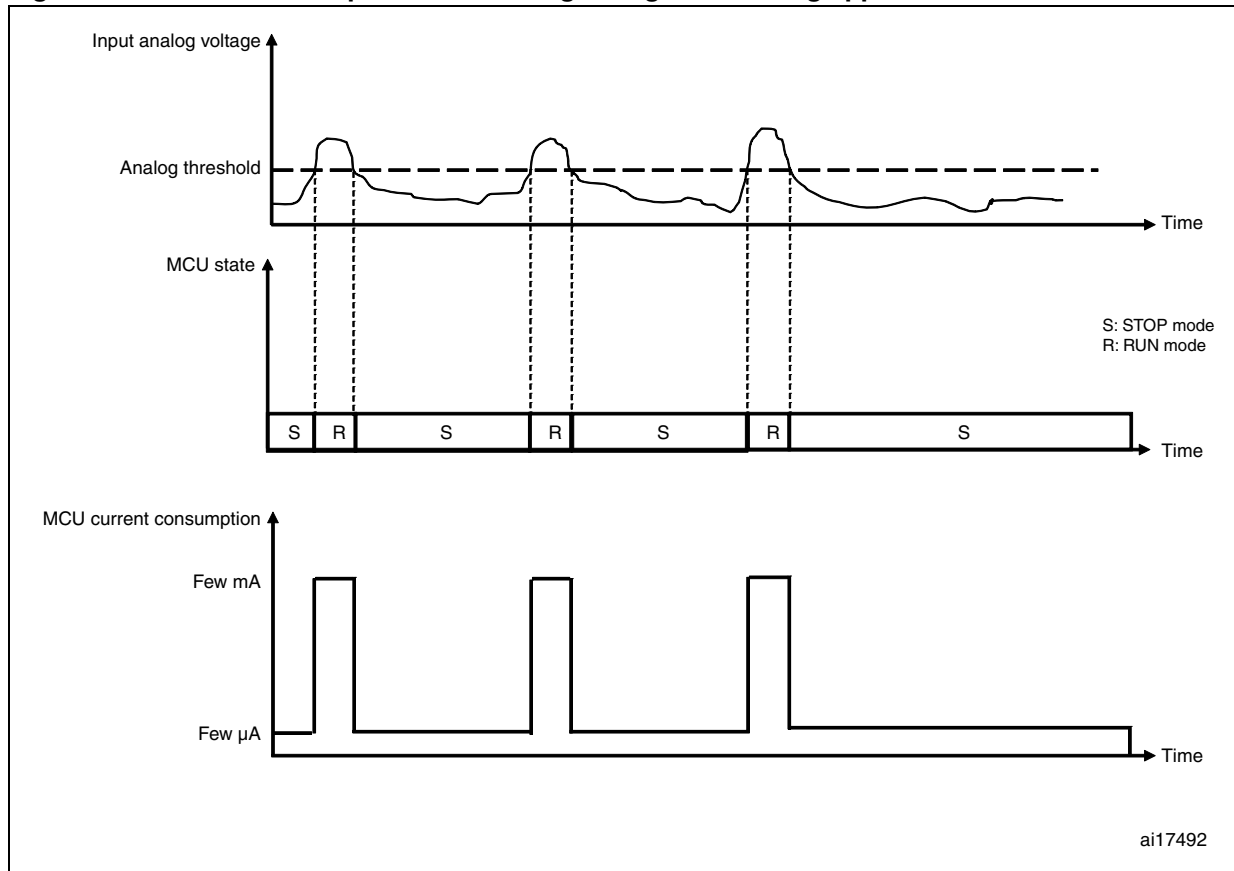 Input analog voltage
Analog threshold
Time
MCU state
S: STOP mode
R: RUN mode
S R S R S R S
Time
MCU current consumption
Few mA
Few µA
Time
ai17492